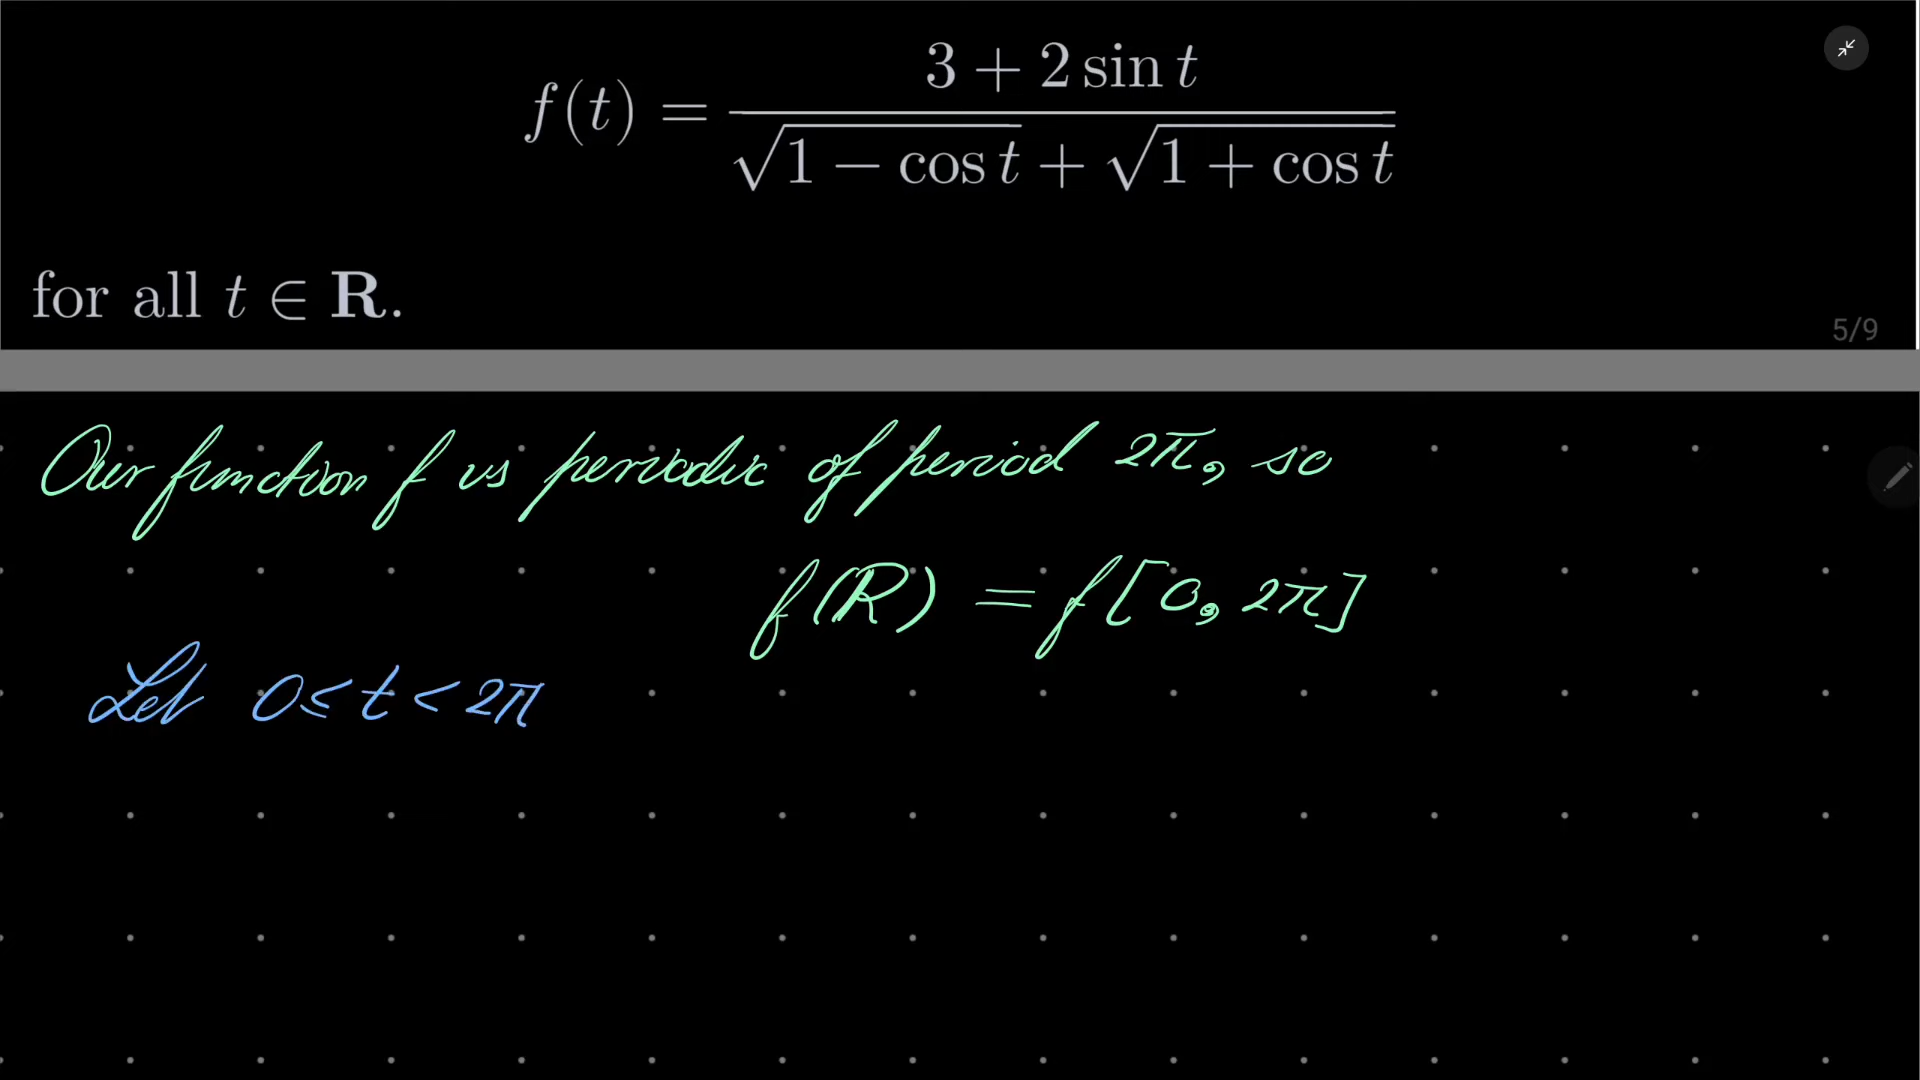 f(t) = \frac{3 + 2 \sin t}{\sqrt{1 - \cos t} + \sqrt{1 + \cos t}}
for all t ∈ R.
5/9
Our function f is periodic of period 2π, so
f(R) = f[0, 2π]
Let 0 ≤ t < 2π